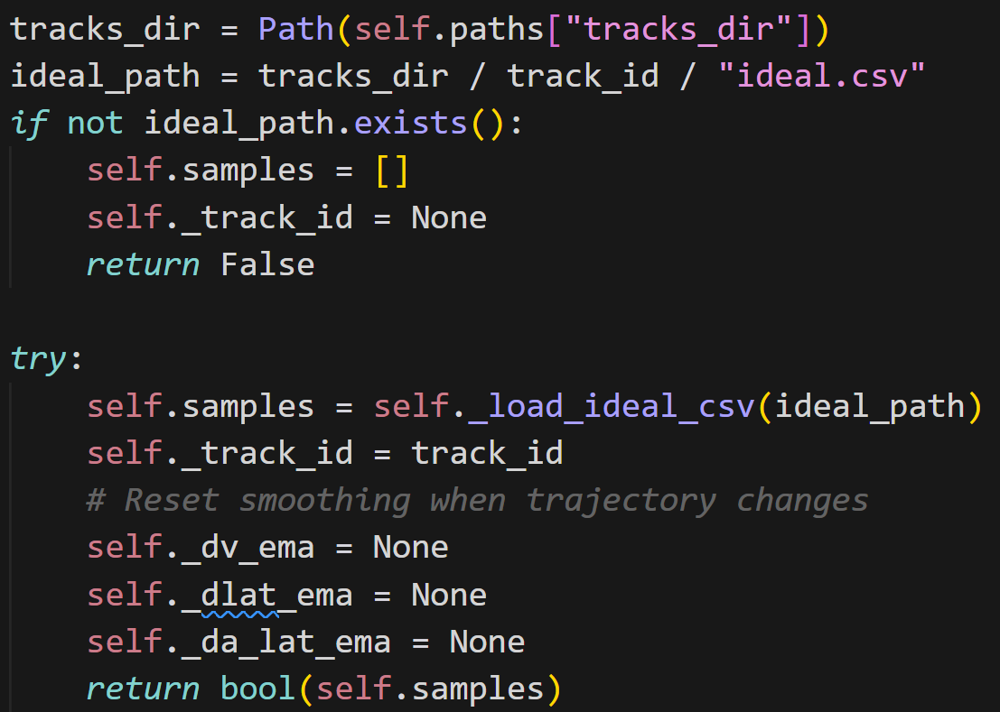 tracks_dir = Path(self.paths["tracks_dir"])
ideal_path = tracks_dir / track_id / "ideal.csv"
if not ideal_path.exists():
    self.samples = []
    self._track_id = None
    return False

try:
    self.samples = self._load_ideal_csv(ideal_path)
    self._track_id = track_id
    # Reset smoothing when trajectory changes
    self._dv_ema = None
    self._dlat_ema = None
    self._da_lat_ema = None
    return bool(self.samples)